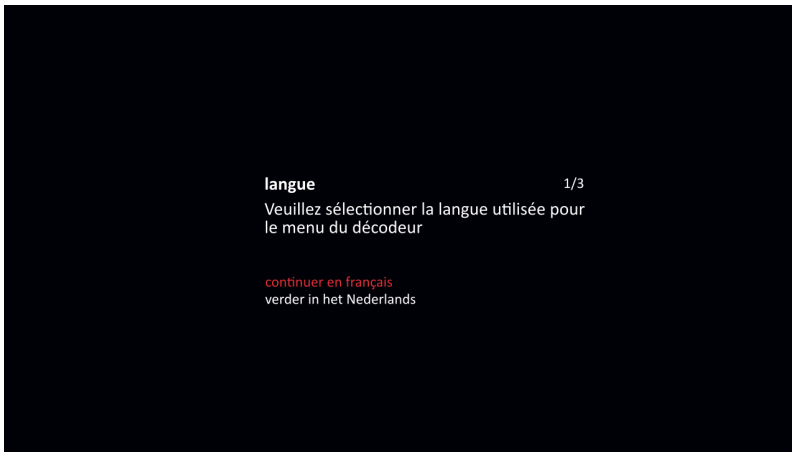 langue 1/3
Veuillez sélectionner la langue utilisée pour
le menu du décodeur
continuer en français
verder in het Nederlands